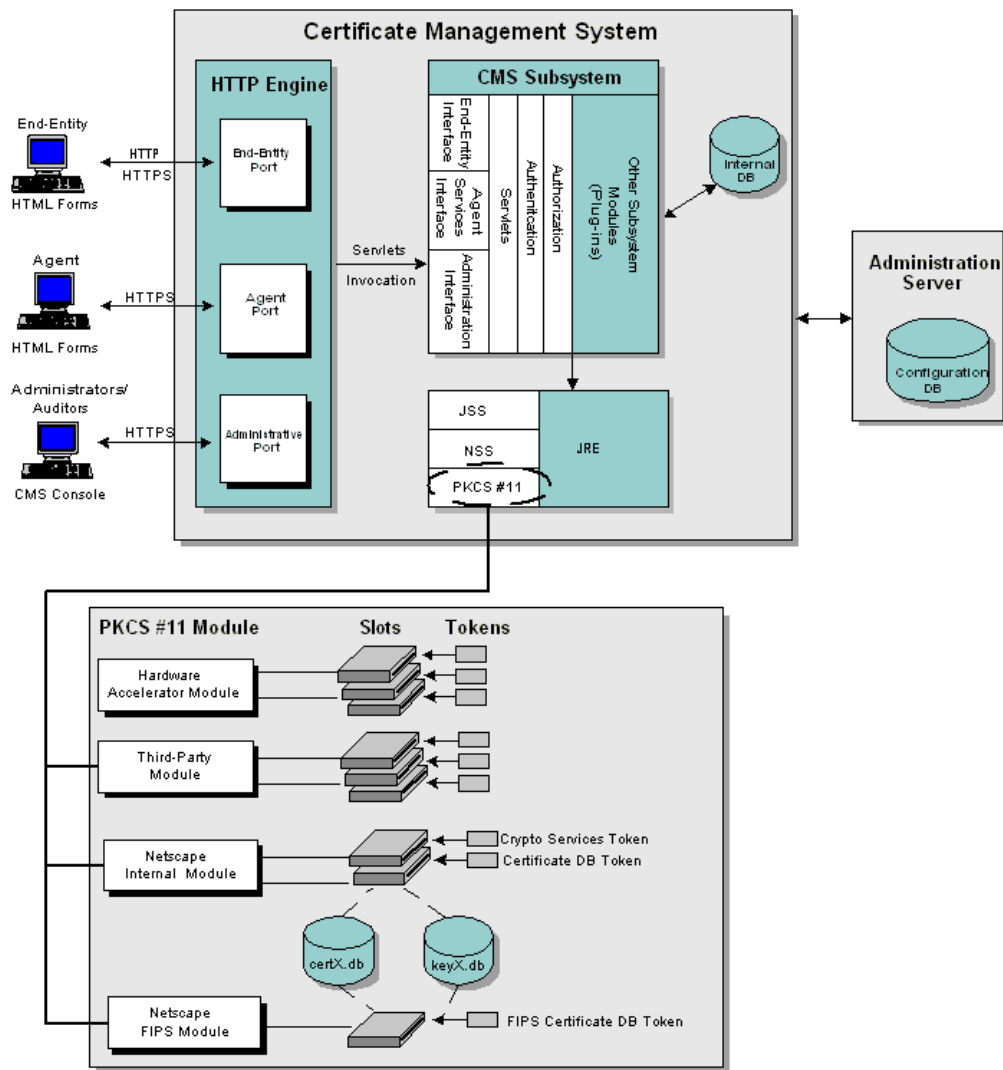 Certificate Management System
HTTP Engine
CMS Subsystem
End-Entity
HTML Forms
HTTP
HTTPS
End-Entity
Port
Agent
HTML Forms
HTTPS
Agent
Port
Administrators/
Auditors
CMS Console
HTTPS
Administrative
Port
Servlets
Invocation
End-Entity
Interface
Agent
Services
Interface
Administration
Interface
Servlets
Authenitcation
Authorization
Other Subsystem
Modules
(Plug-ins)
Internal
DB
Administration
Server
Configuration
DB
JSS
NSS
PKCS #11
JRE
PKCS #11 Module
Slots
Tokens
Hardware
Accelerator Module
Third-Party
Module
Netscape
Internal Module
Crypto Services Token
Certificate DB Token
certX.db
keyX.db
Netscape
FIPS Module
FIPS Certificate DB Token